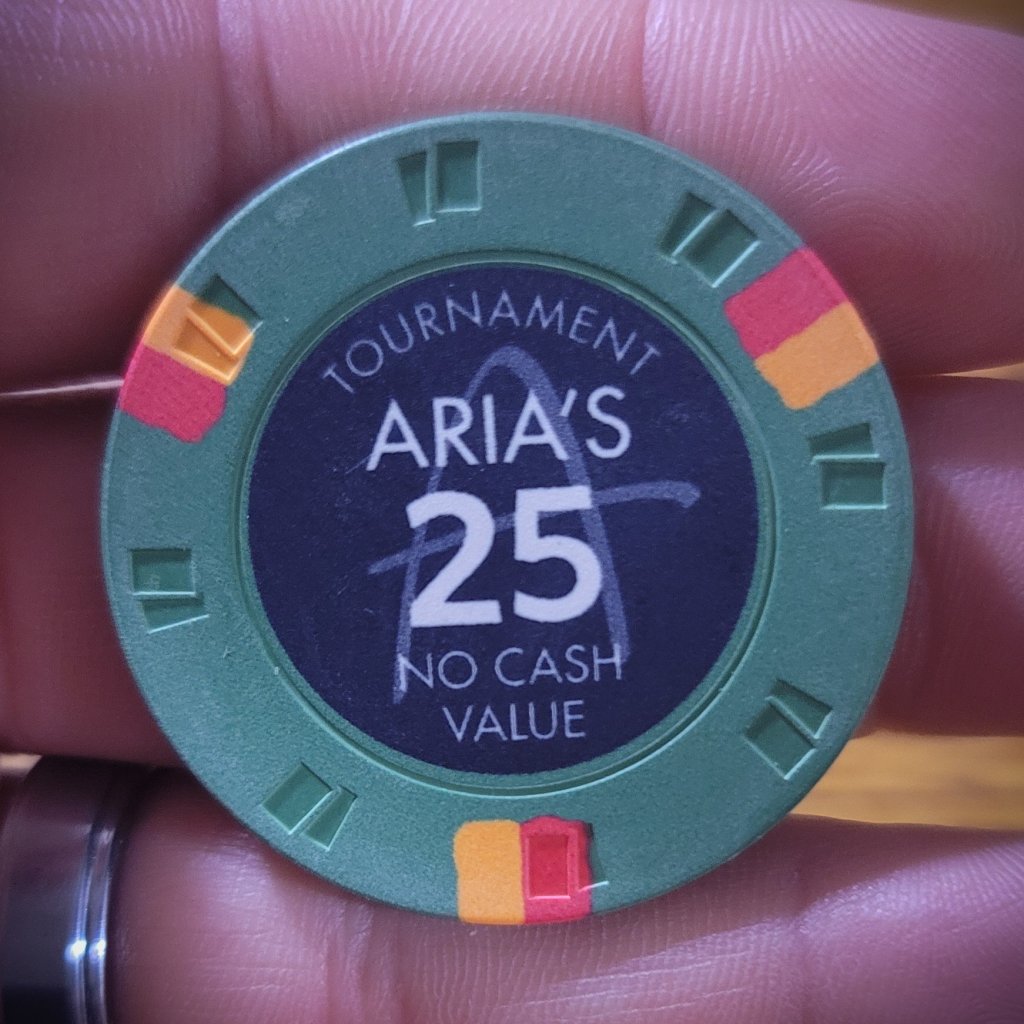 TOURNAMENT
ARIA'S
25
NO CASH
VALUE